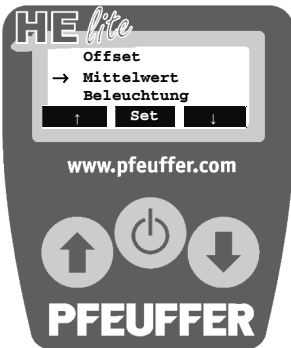 HE lite
Offset
→ Mittelwert
Beleuchtung
↑ Set ↓
www.pfeuffer.com
PFEUFFER